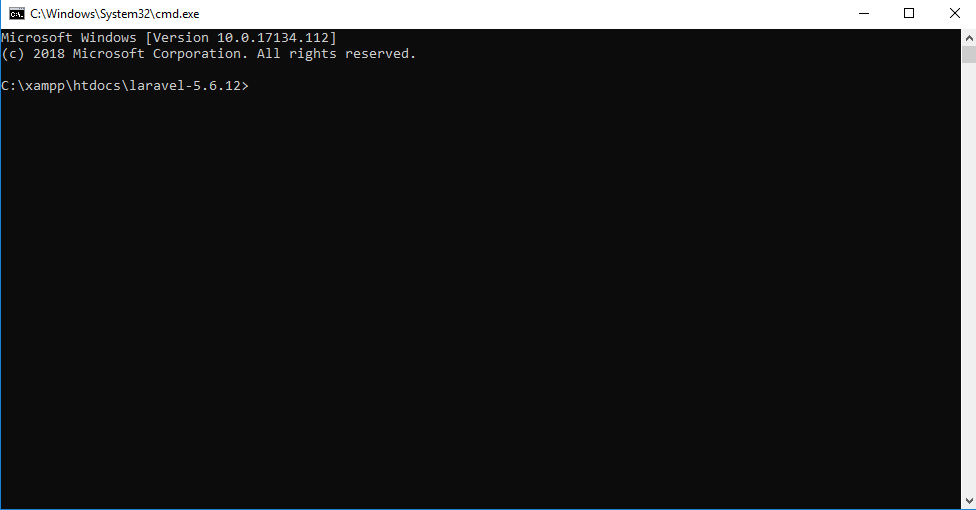 C:\Windows\System32\cmd.exe
Microsoft Windows [Version 10.0.17134.112]
(c) 2018 Microsoft Corporation. All rights reserved.
C:\xampp\htdocs\laravel-5.6.12>